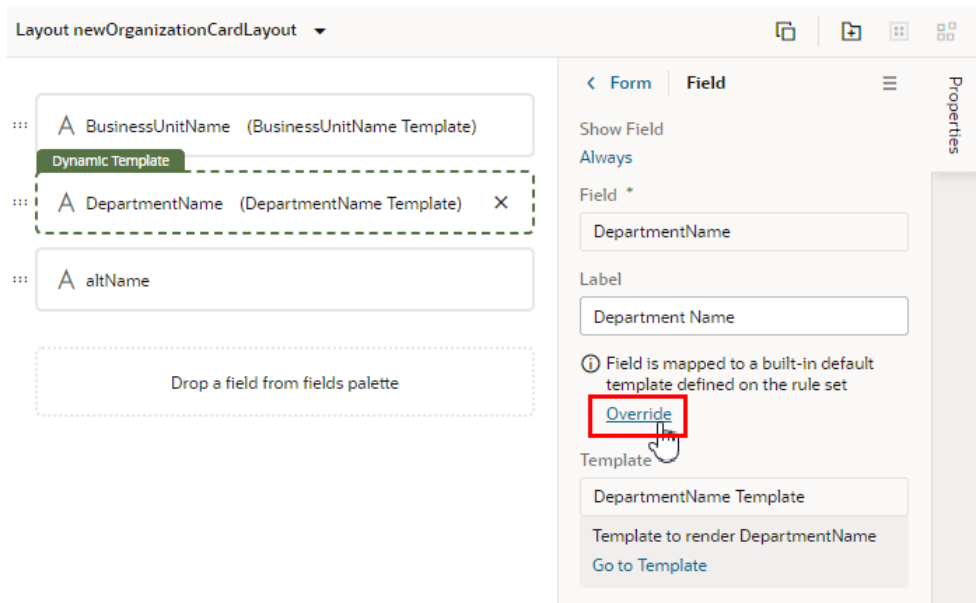 Layout newOrganizationCardLayout
BusinessUnitName (BusinessUnitName Template)
Dynamic Template
DepartmentName (DepartmentName Template)
altName
Drop a field from fields palette
Form
Field
Show Field
Always
Field *
DepartmentName
Label
Department Name
Field is mapped to a built-in default
template defined on the rule set
Override
Template
DepartmentName Template
Template to render DepartmentName
Go to Template
Properties